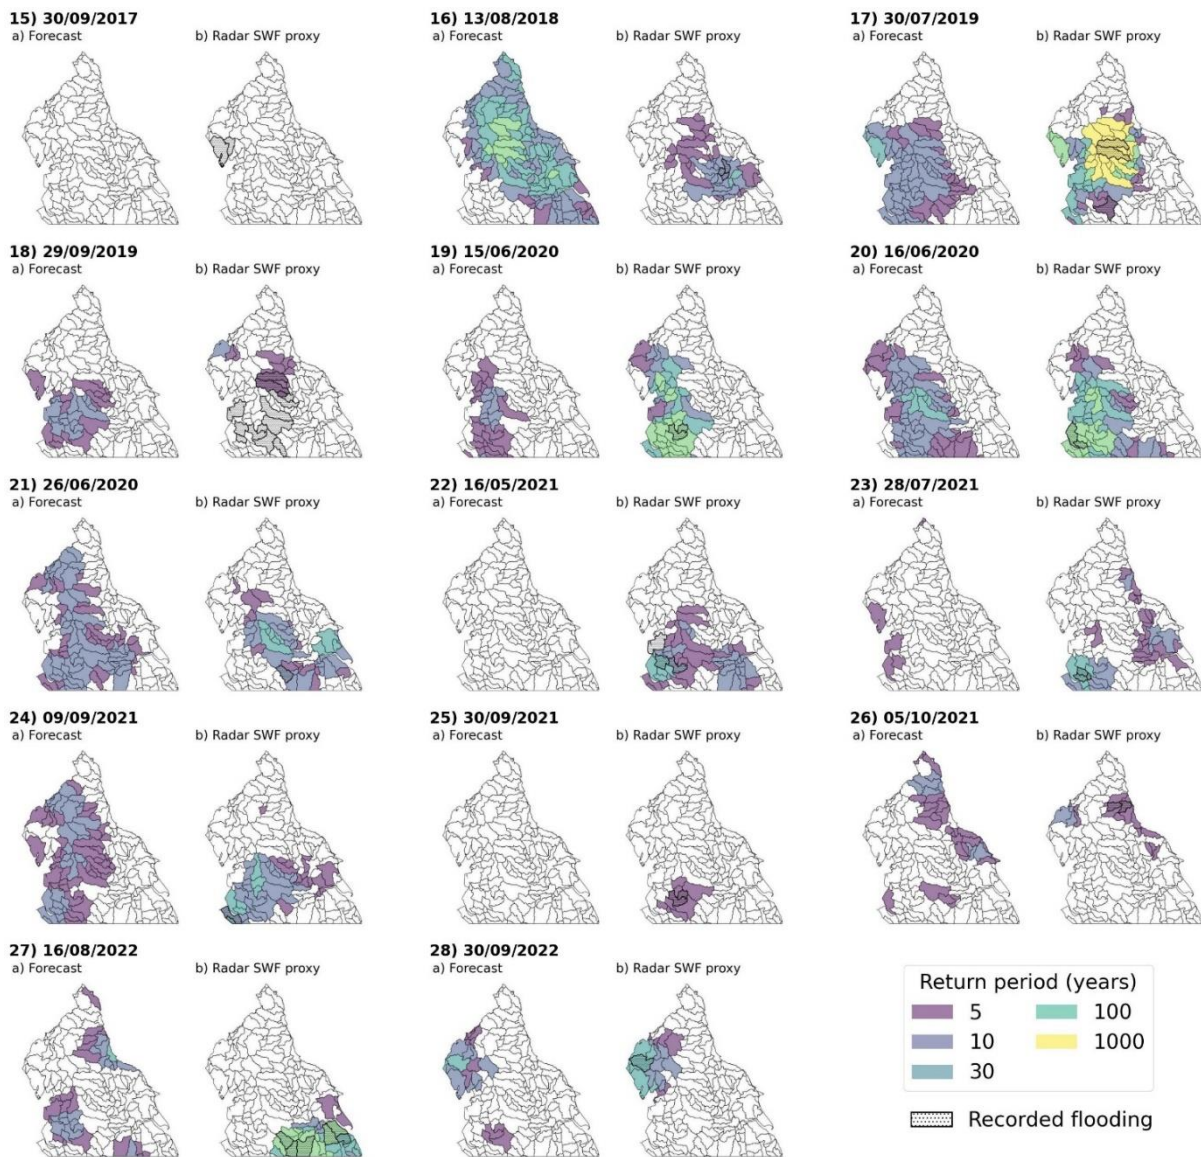 15) 30/09/2017
a) Forecast
b) Radar SWF proxy
16) 13/08/2018
a) Forecast
b) Radar SWF proxy
17) 30/07/2019
a) Forecast
b) Radar SWF proxy
18) 29/09/2019
a) Forecast
b) Radar SWF proxy
19) 15/06/2020
a) Forecast
b) Radar SWF proxy
20) 16/06/2020
a) Forecast
b) Radar SWF proxy
21) 26/06/2020
a) Forecast
b) Radar SWF proxy
22) 16/05/2021
a) Forecast
b) Radar SWF proxy
23) 28/07/2021
a) Forecast
b) Radar SWF proxy
24) 09/09/2021
a) Forecast
b) Radar SWF proxy
25) 30/09/2021
a) Forecast
b) Radar SWF proxy
26) 05/10/2021
a) Forecast
b) Radar SWF proxy
27) 16/08/2022
a) Forecast
b) Radar SWF proxy
28) 30/09/2022
a) Forecast
b) Radar SWF proxy
Return period (years)
5
10
30
100
1000
Recorded flooding